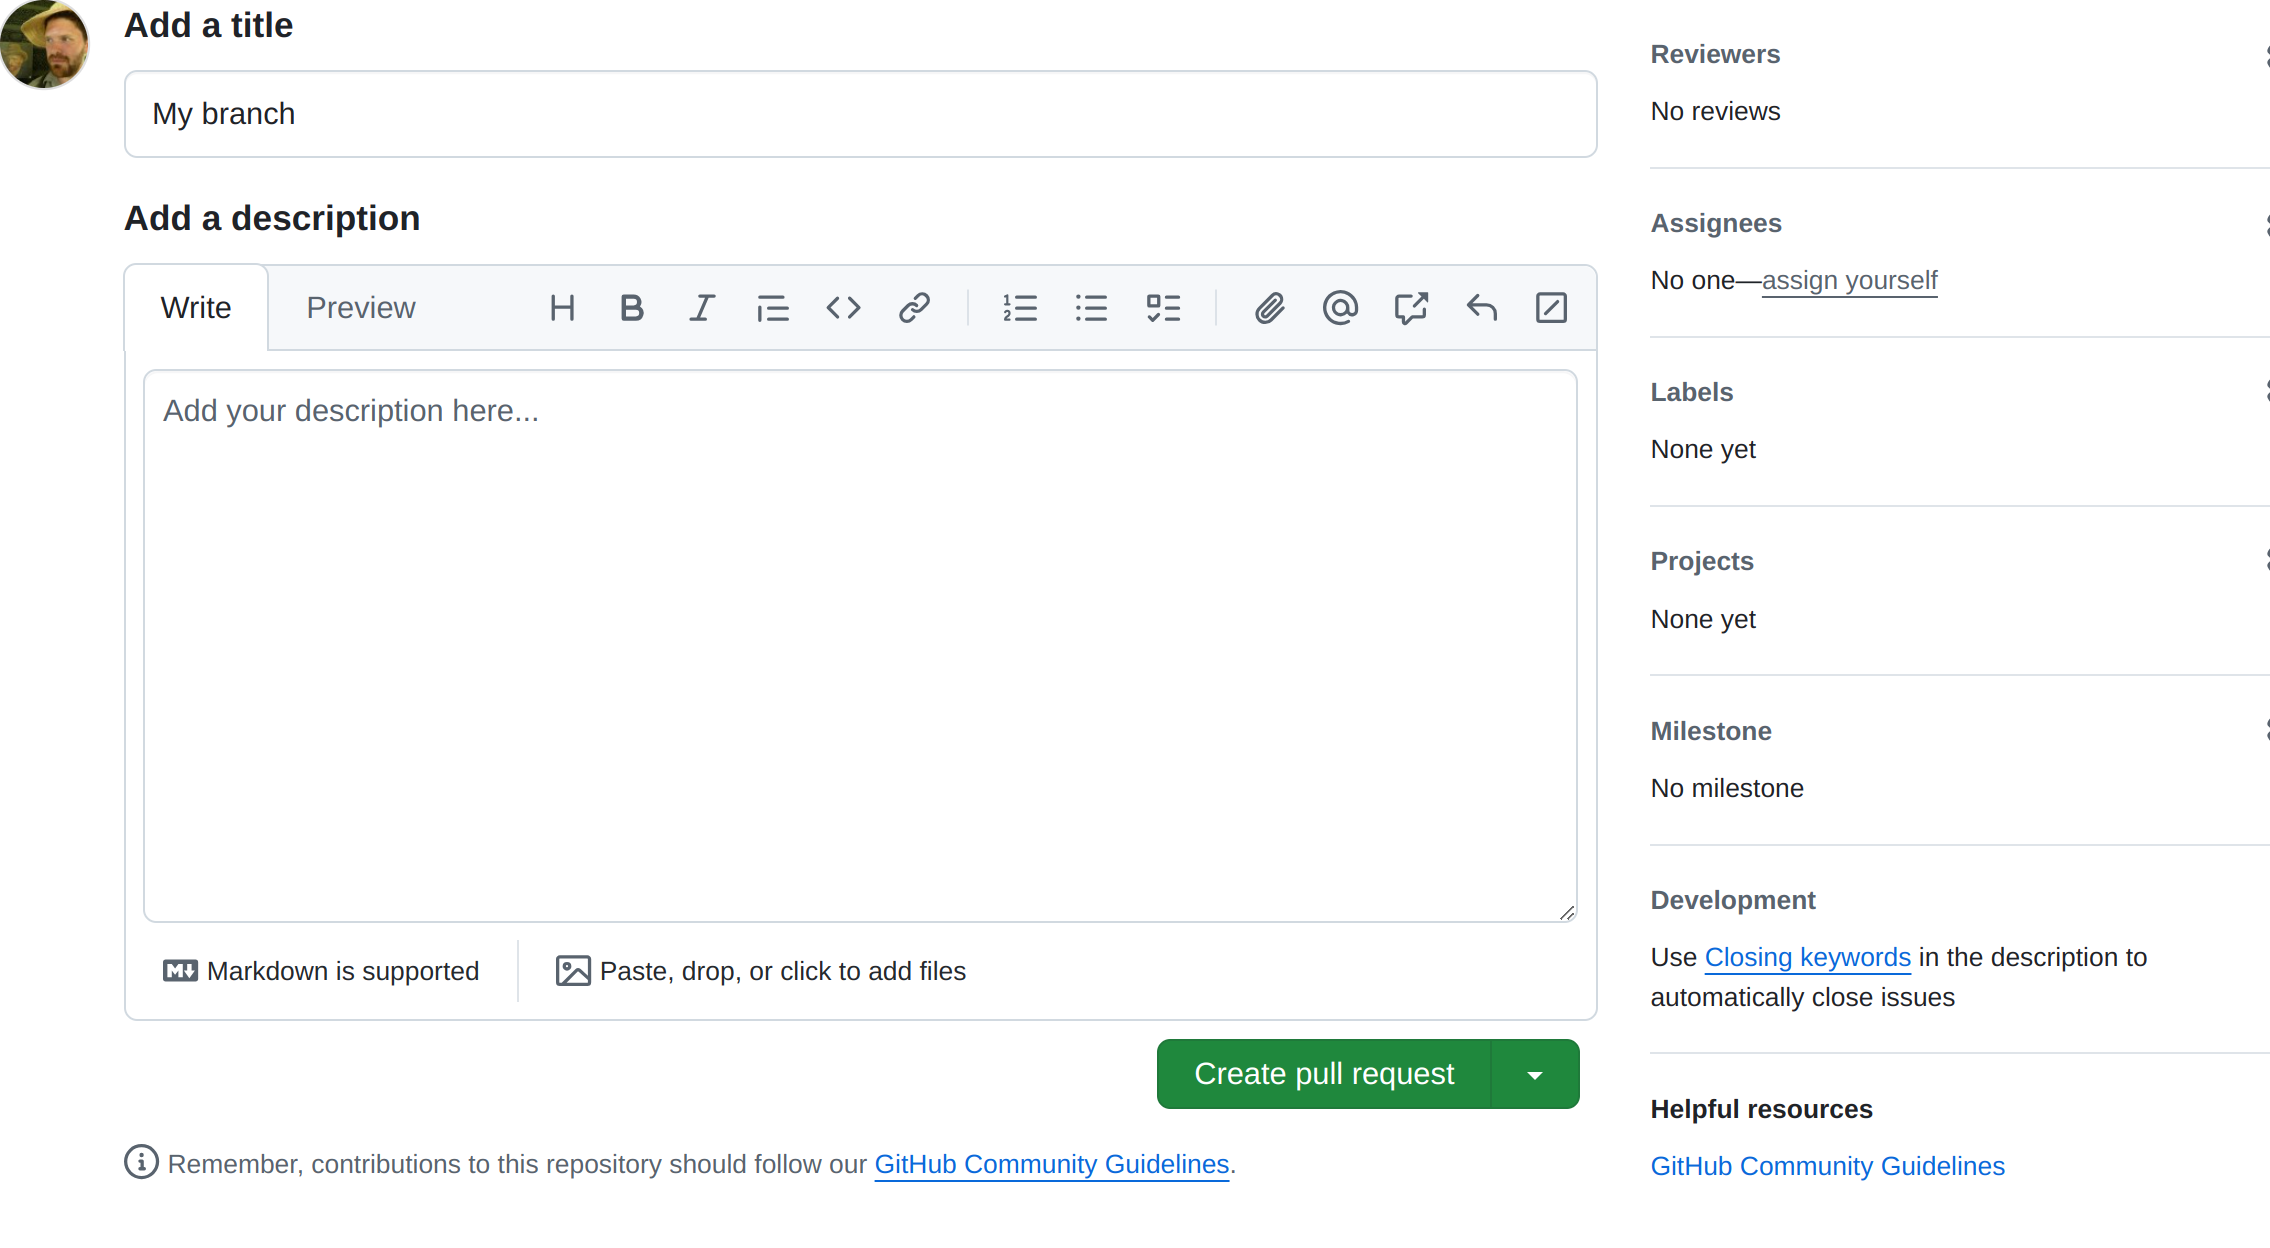 Add a title
My branch
Add a description
Write Preview
Add your description here...
Markdown is supported
Paste, drop, or click to add files
Create pull request
Remember, contributions to this repository should follow our GitHub Community Guidelines.
Reviewers
No reviews
Assignees
No one—assign yourself
Labels
None yet
Projects
None yet
Milestone
No milestone
Development
Use Closing keywords in the description to
automatically close issues
Helpful resources
GitHub Community Guidelines